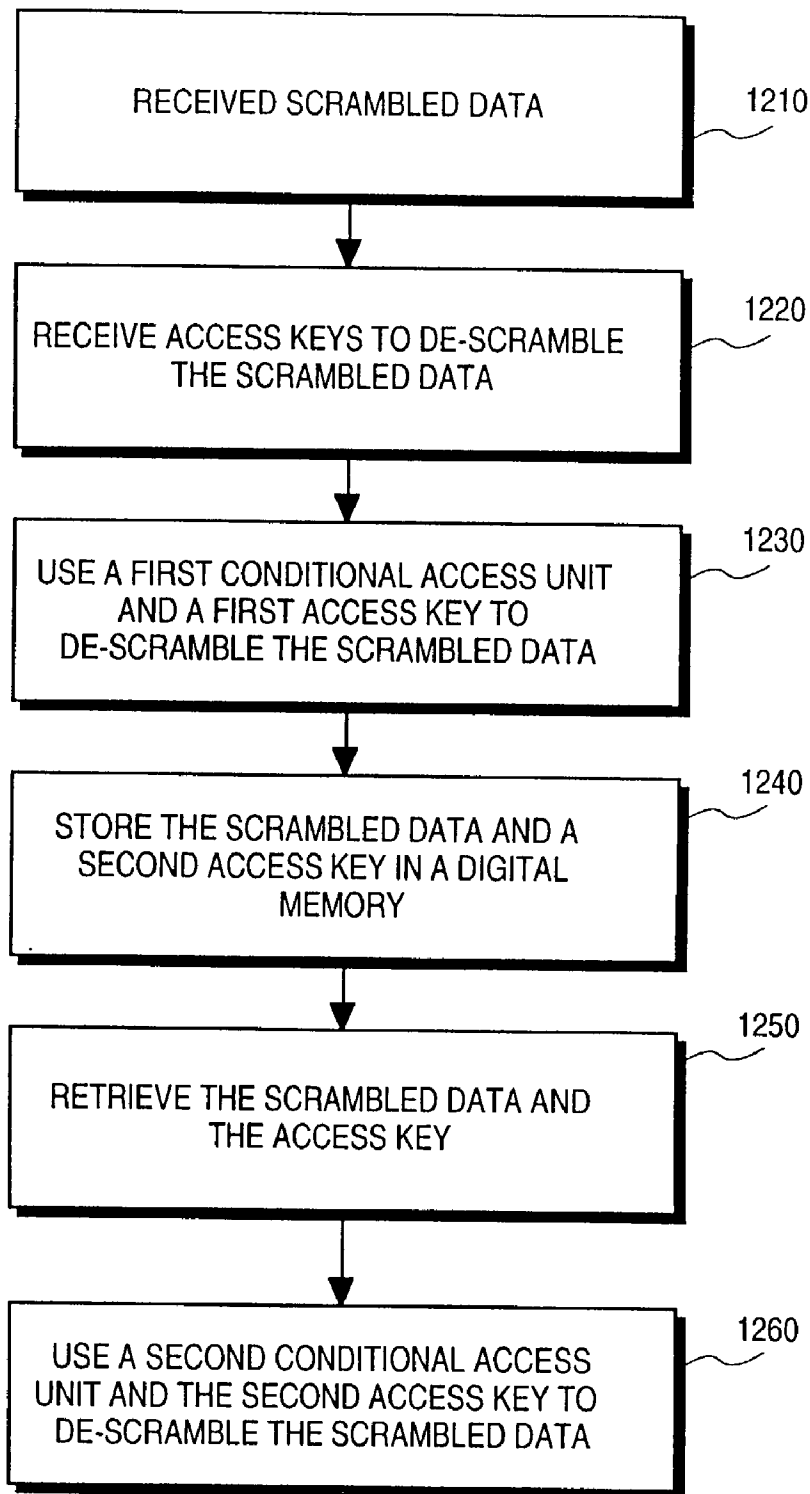 RECEIVED SCRAMBLED DATA
1210
RECEIVE ACCESS KEYS TO DE-SCRAMBLE
THE SCRAMBLED DATA
1220
USE A FIRST CONDITIONAL ACCESS UNIT
AND A FIRST ACCESS KEY TO
DE-SCRAMBLE THE SCRAMBLED DATA
1230
STORE THE SCRAMBLED DATA AND A
SECOND ACCESS KEY IN A DIGITAL
MEMORY
1240
RETRIEVE THE SCRAMBLED DATA AND
THE ACCESS KEY
1250
USE A SECOND CONDITIONAL ACCESS
UNIT AND THE SECOND ACCESS KEY TO
DE-SCRAMBLE THE SCRAMBLED DATA
1260